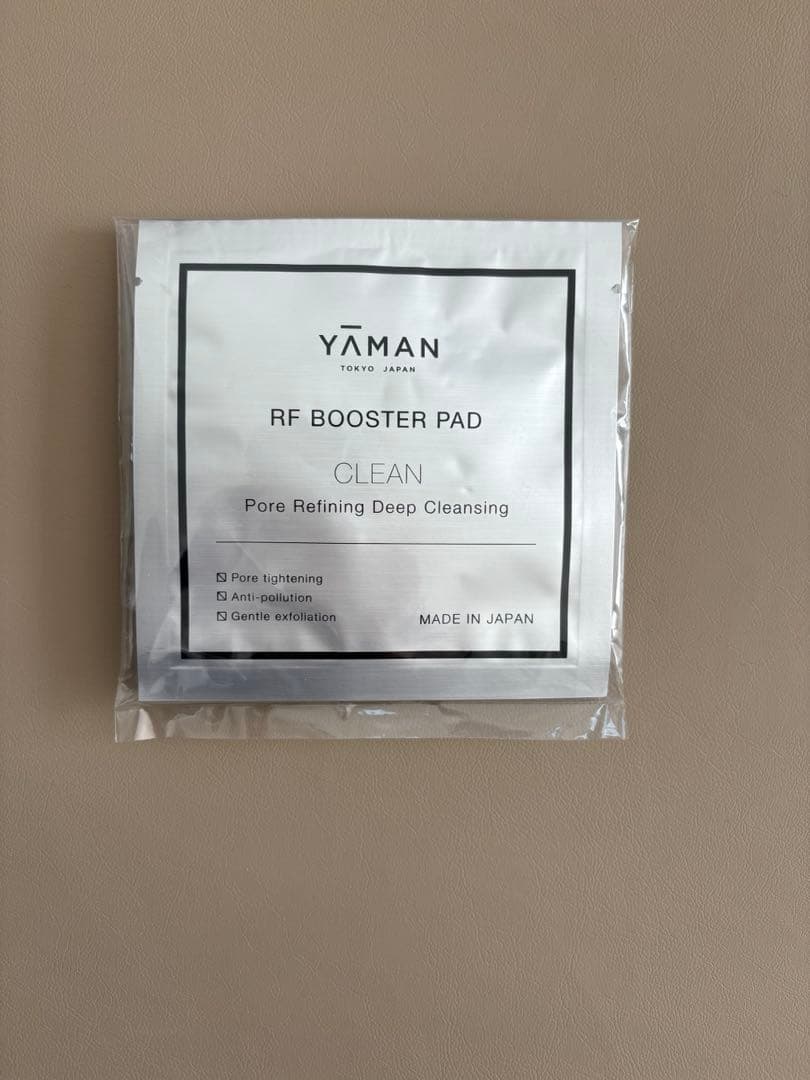 YĀMAN
TOKYO JAPAN
RF BOOSTER PAD
CLEAN
Pore Refining Deep Cleansing
Pore tightening
Anti-pollution
Gentle exfoliation
MADE IN JAPAN